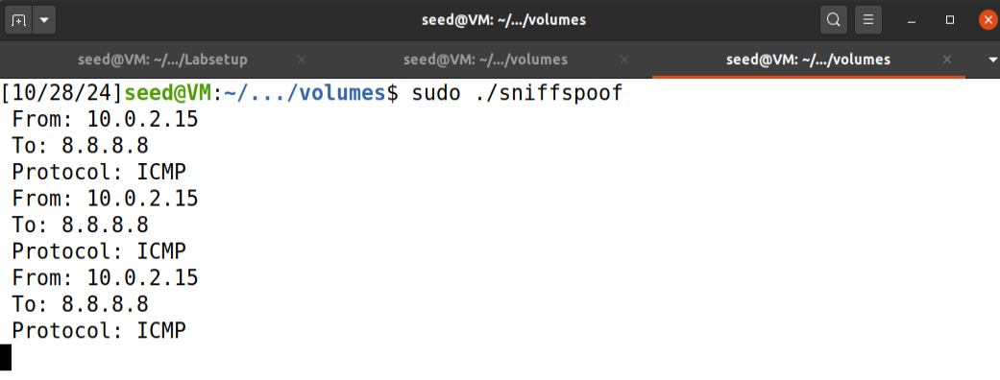 seed@VM: ~/.../volumes
seed@VM: ~/.../Labsetup
seed@VM: ~/.../volumes
seed@VM: ~/.../volumes
[10/28/24]seed@VM:~/.../volumes$ sudo ./sniffspoof
From: 10.0.2.15
To: 8.8.8.8
Protocol: ICMP
From: 10.0.2.15
To: 8.8.8.8
Protocol: ICMP
From: 10.0.2.15
To: 8.8.8.8
Protocol: ICMP